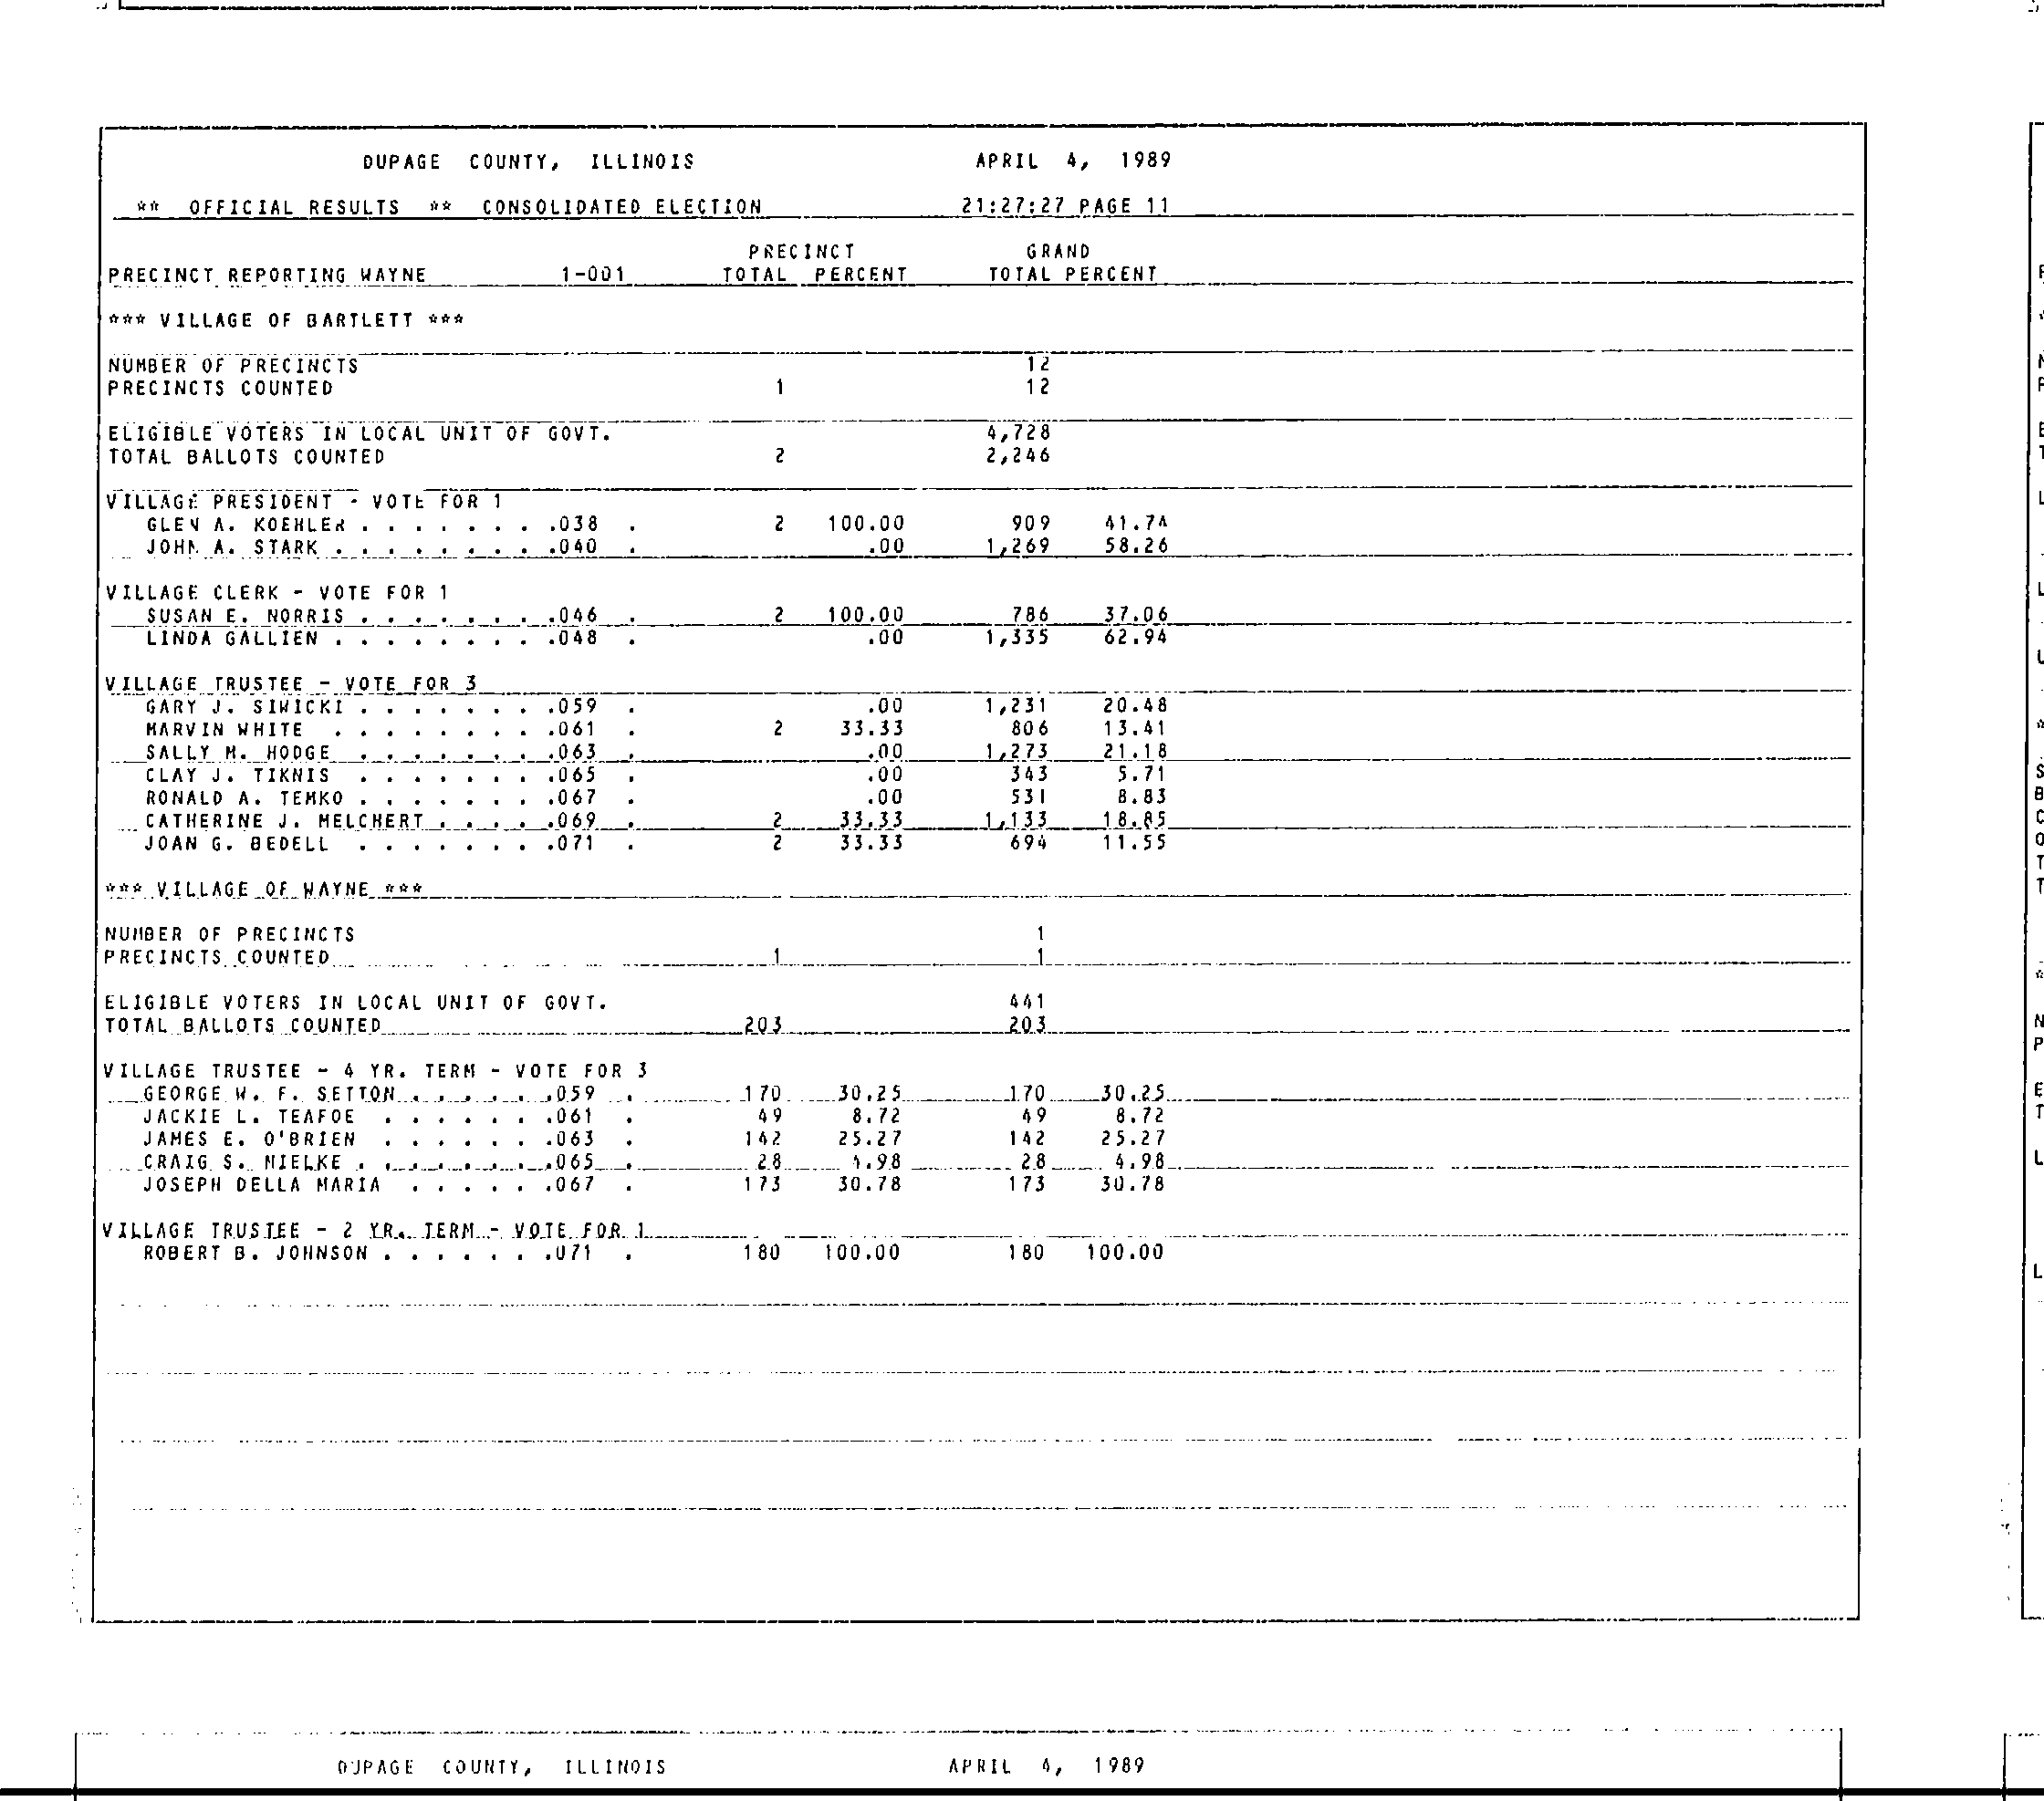 DUPAGE COUNTY, ILLINOIS APRIL 4, 1989
** OFFICIAL RESULTS ** CONSOLIDATED ELECTION 21:27:27 PAGE 11
PRECINCT GRAND
PRECINCT REPORTING WAYNE 1-001 TOTAL PERCENT TOTAL PERCENT
*** VILLAGE OF BARTLETT ***
NUMBER OF PRECINCTS 12
PRECINCTS COUNTED 1 12
ELIGIBLE VOTERS IN LOCAL UNIT OF GOVT. 4,728
TOTAL BALLOTS COUNTED 2 2,246
VILLAGE PRESIDENT - VOTE FOR 1
GLEN A. KOEHLER . . . . . . . .038 . 2 100.00 909 41.74
JOHN A. STARK . . . . . . . . .040 . .00 1,269 58.26
VILLAGE CLERK - VOTE FOR 1
SUSAN E. NORRIS . . . . . . . .046 . 2 100.00 786 37.06
LINDA GALLIEN . . . . . . . . .048 . .00 1,335 62.94
VILLAGE TRUSTEE - VOTE FOR 3
GARY J. SIWICKI . . . . . . . .059 . .00 1,231 20.48
MARVIN WHITE . . . . . . . . .061 . 2 33.33 806 13.41
SALLY M. HODGE . . . . . . . .063 . .00 1,273 21.18
CLAY J. TIKNIS . . . . . . . .065 . .00 343 5.71
RONALD A. TEMKO . . . . . . . .067 . .00 531 8.83
CATHERINE J. MELCHERT . . . . .069 . 2 33.33 1,133 18.85
JOAN G. BEDELL . . . . . . . .071 . 2 33.33 694 11.55
*** VILLAGE OF WAYNE ***
NUMBER OF PRECINCTS 1
PRECINCTS COUNTED 1 1
ELIGIBLE VOTERS IN LOCAL UNIT OF GOVT. 441
TOTAL BALLOTS COUNTED 203 203
VILLAGE TRUSTEE - 4 YR. TERM - VOTE FOR 3
GEORGE W. F. SETTON . . . . . .059 . 170 30.25 170 30.25
JACKIE L. TEAFOE . . . . . . .061 . 49 8.72 49 8.72
JAMES E. O'BRIEN . . . . . . .063 . 142 25.27 142 25.27
CRAIG S. MIELKE . . . . . . . .065 . 28 4.98 28 4.98
JOSEPH DELLA MARIA . . . . . .067 . 173 30.78 173 30.78
VILLAGE TRUSTEE - 2 YR. TERM - VOTE FOR 1
ROBERT B. JOHNSON . . . . . . .071 . 180 100.00 180 100.00
DUPAGE COUNTY, ILLINOIS APRIL 4, 1989